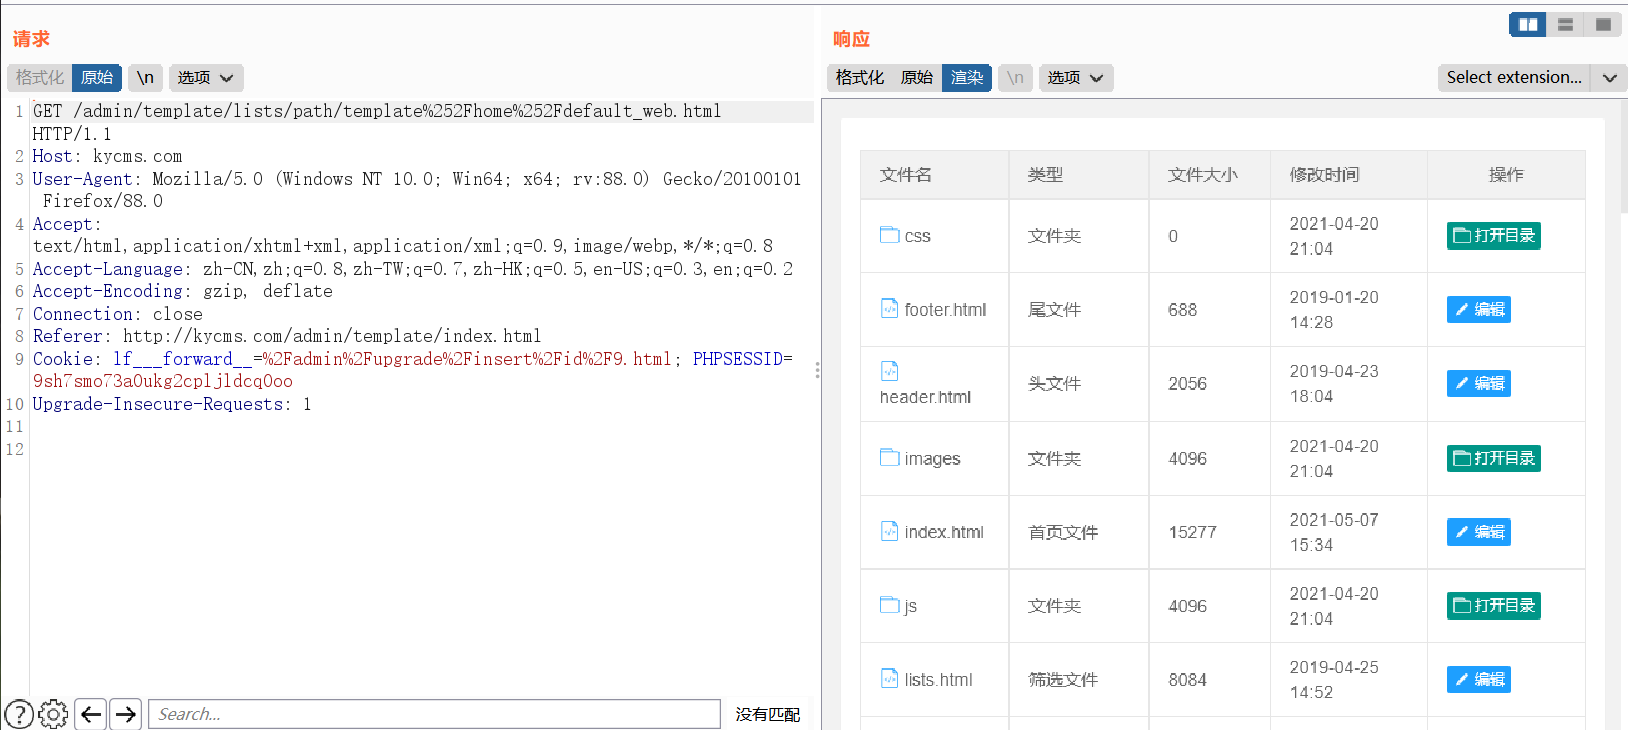 请求
格式化 原始 \n 选项
1 GET /admin/template/lists/path/template%252Fhome%252Fdefault_web.html
HTTP/1.1
2 Host: kycms.com
3 User-Agent: Mozilla/5.0 (Windows NT 10.0; Win64; x64; rv:88.0) Gecko/20100101
Firefox/88.0
4 Accept:
text/html,application/xhtml+xml,application/xml;q=0.9,image/webp,*/*;q=0.8
5 Accept-Language: zh-CN,zh;q=0.8,zh-TW;q=0.7,zh-HK;q=0.5,en-US;q=0.3,en;q=0.2
6 Accept-Encoding: gzip, deflate
7 Connection: close
8 Referer: http://kycms.com/admin/template/index.html
9 Cookie: lf___forward__=%2Fadmin%2Fupgrade%2Finsert%2Fid%2F9.html; PHPSESSID=
9sh7smo73a0ukg2cpljldcq0oo
10 Upgrade-Insecure-Requests: 1
11
12
? Search... 没有匹配
响应
格式化 原始 渲染 \n 选项 Select extension...
文件名 类型 文件大小 修改时间 操作
css 文件夹 0 2021-04-20
21:04 打开目录
footer.html 尾文件 688 2019-01-20
14:28 编辑
header.html 头文件 2056 2019-04-23
18:04 编辑
images 文件夹 4096 2021-04-20
21:04 打开目录
index.html 首页文件 15277 2021-05-07
15:34 编辑
js 文件夹 4096 2021-04-20
21:04 打开目录
lists.html 筛选文件 8084 2019-04-25
14:52 编辑